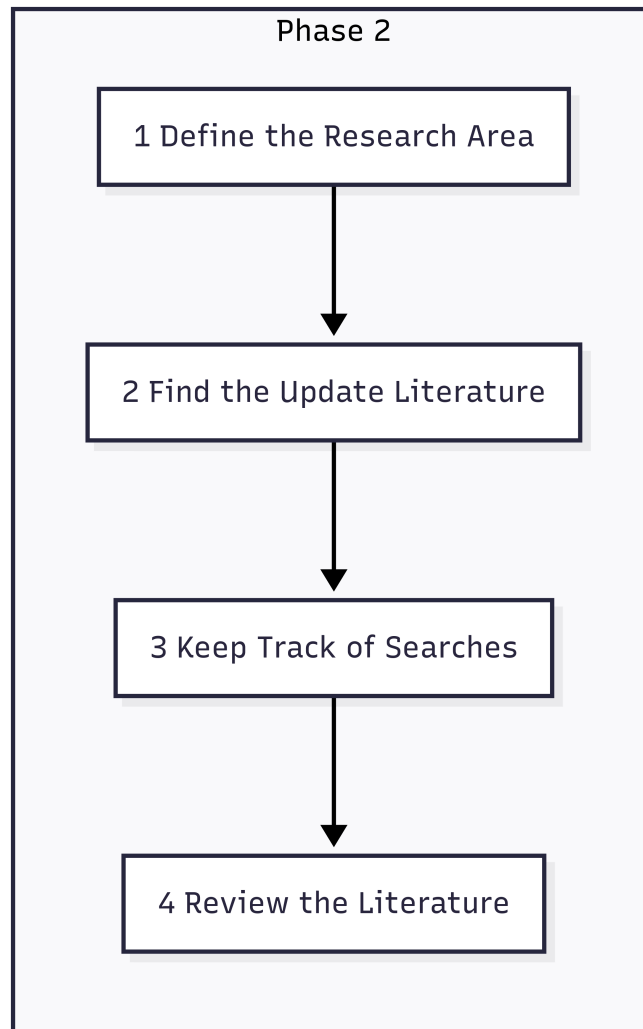 Phase 2
1 Define the Research Area
2 Find the Update Literature
3 Keep Track of Searches
4 Review the Literature